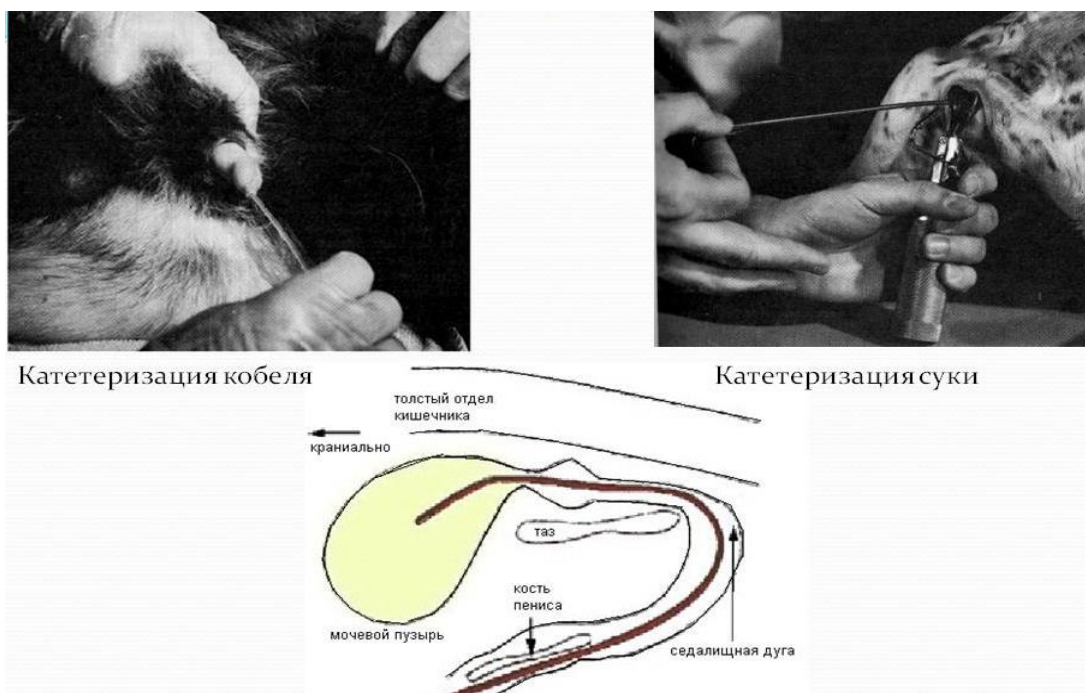 Катетеризация кобеля
Катетеризация суки
толстый отдел
кишечника
краниально
таз
кость
пениса
мочевой пузырь
седалищная дуга